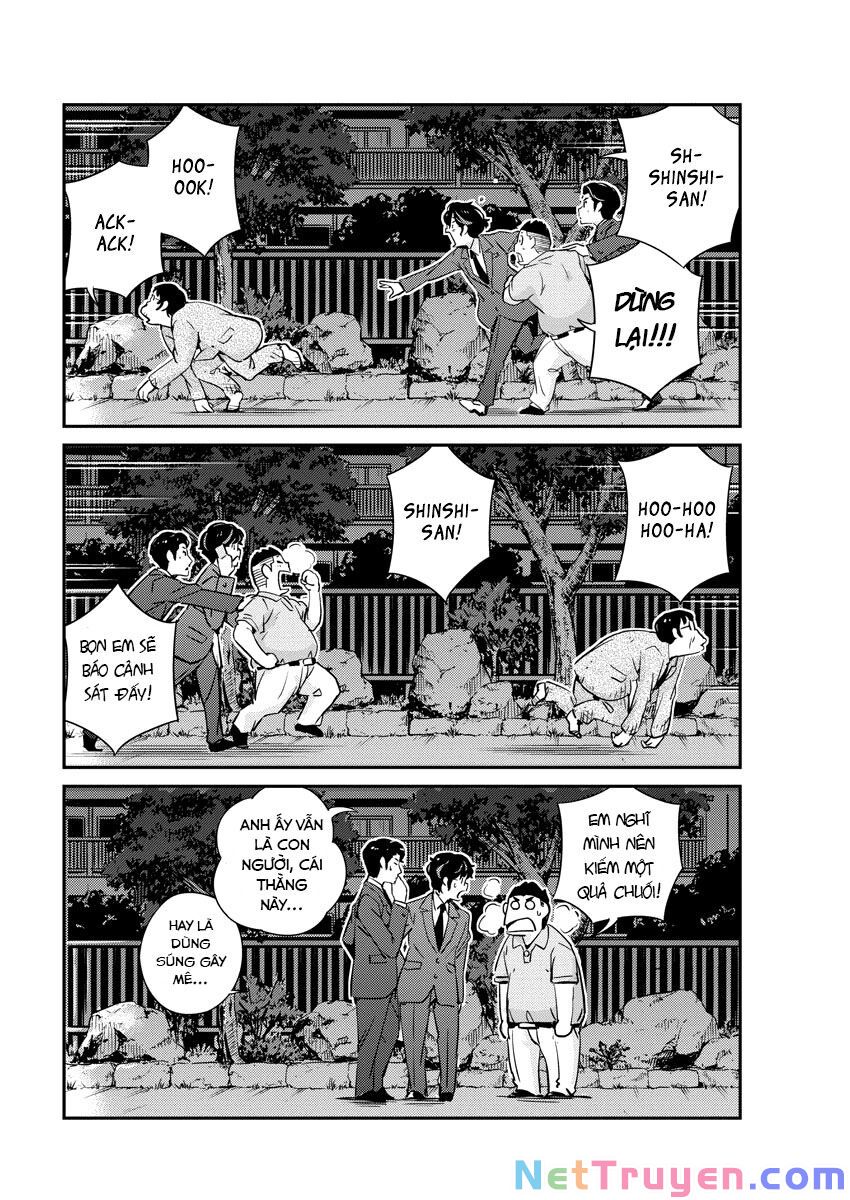 HOO-
OOK!
ACK-
ACK!
SH-
SHINSHI-
SAN!
DỪNG
LẠI!!!
BỌN EM SẼ
BÁO CẢNH
SÁT ĐẤY!
SHINSHI-
SAN!
HOO-HOO
HOO-HA!
EM NGHĨ
MÌNH NÊN
KIẾM MỘT
QUẢ CHUỐI!
ANH ẤY VẪN
LÀ CON
NGƯỜI, CÁI
THẰNG
NÀY...
HAY LÀ
DÙNG
SÚNG GÂY
MÊ...
NetTruyen.com